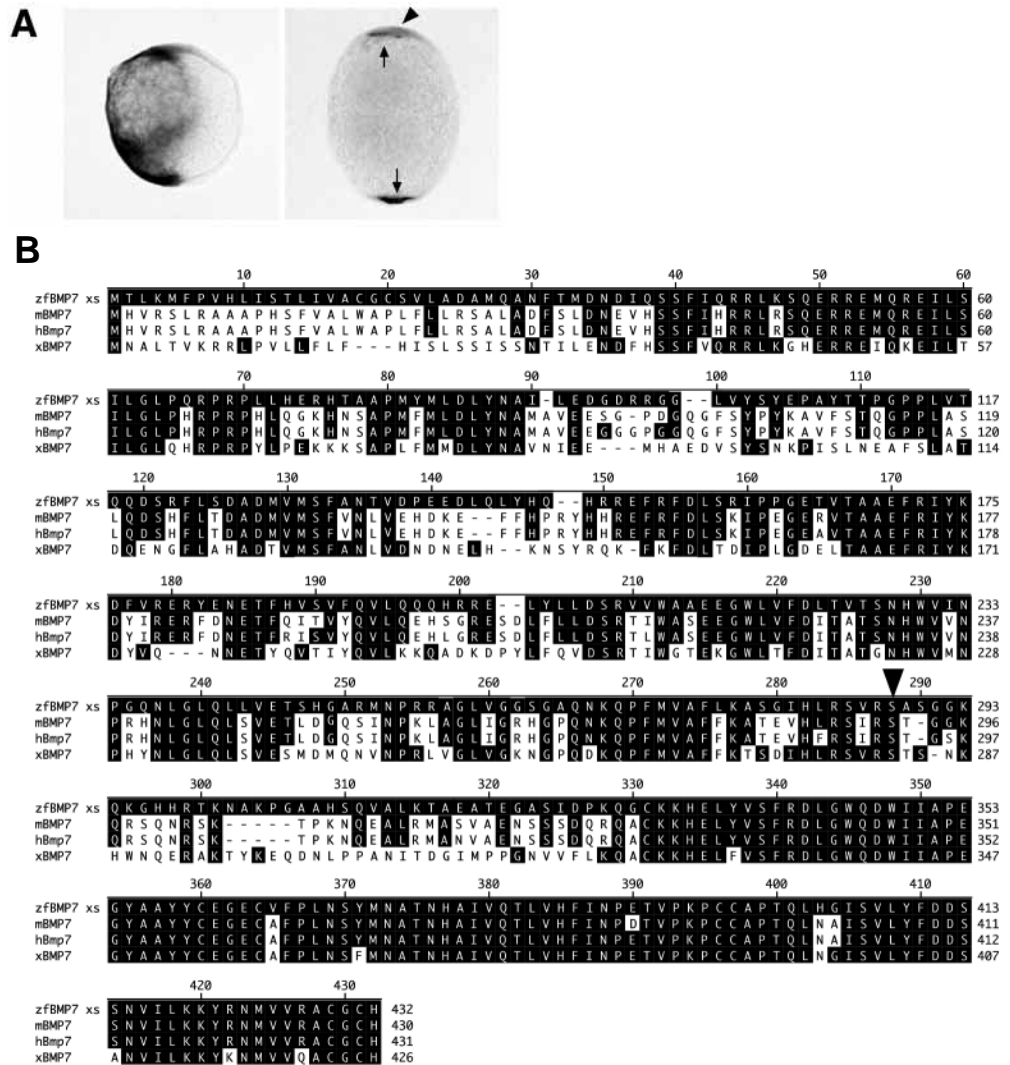 A
B
10 20 30 40 50 60
zfBMP7 xs MTLKMFPVHLISTLIVACGCSVLADAMQANFTMDNDIQSSFIQRRLKSQERREMQREILS 60
mBMP7 MHVRSLRAAAPHSFVALWAPLFLLRSALADFSLDNEVHSSFIHRRLRSQERREMQREILS 60
hBmp7 MHVRSLRAAAPHSFVALWAPLFLLRSALADFSLDNEVHSSFIHRRLRSQERREMQREILS 60
xBMP7 MNALTVKRRLPVLLFLF---HISLSSISSNTILENDFHSSFVQRRLKGHERREIQKEILT 57
70 80 90 100 110
zfBMP7 xs ILGLPQRPRPLLHERHTAAPMYMLDLYNAI-LEDGDRRGG--LVYSYEPAYTTPGPPLVT 117
mBMP7 ILGLPHRPRPHLQGKHNSAPMFMLDLYNAMAVEESG-PDGQGFSYPYKAVFSTQGPPLAS 119
hBmp7 ILGLPHRPRPHLQGKHNSAPMFMLDLYNAMAVEEGGGPGGQGFSYPYKAVFSTQGPPLAS 120
xBMP7 ILGLQHRPRPYLPEKKKSAPLFMMDLYNAVNIEE---MHAEDVSYSNKPISLNEAFSLAT 114
120 130 140 150 160 170
zfBMP7 xs QQDSRFLSDADMVMSFANTVDPEEDLQLYHQ--HRREFRFDLSRIPPGETVTAAEFRIYK 175
mBMP7 LQDSHFLTDADMVMSFVNLVEHDKE--FFHPRYHHREFRFDLSKIPEGERVTAAEFRIYK 177
hBmp7 LQDSHFLTDADMVMSFVNLVEHDKE--FFHPRYHHREFRFDLSKIPEGEAVTAAEFRIYK 178
xBMP7 DQENGFLAHADTVMSFANLVDNDNELH--KNSYRQK-FKFDLTDIPLGDELTAAEFRIYK 171
180 190 200 210 220 230
zfBMP7 xs DFVRERYENETFHVSVFQVLQQQHRRE--LYLLDSRVVWAAEEGWLVFDLTVTSNHWVIN 233
mBMP7 DYIRERFDNETFQITVYQVLQEHSGRESDLFLLDSRTIWASEEGWLVFDITATSNHWVVN 237
hBmp7 DYIRERFDNETFRISVYQVLQEHLGRESDLFLLDSRTLWASEEGWLVFDITATSNHWVVN 238
xBMP7 DYVQ---NNETYQVTIYQVLKKQADKDPYLFQVDSRTIWGTEKGWLTFDITATGNHWVMN 228
240 250 260 270 280 290
zfBMP7 xs PGQNLGLQLLVETSHGARMNPRRAGLVGGSGAQNKQPFMVAFLKASGIHLRSVRSASGGK 293
mBMP7 PRHNLGLQLSVETLDGQSINPKLAGLIGRHGPQNKQPFMVAFFKATEVHLRSIRST-GGK 296
hBmp7 PRHNLGLQLSVETLDGQSINPKLAGLIGRHGPQNKQPFMVAFFKATEVHFRSIRST-GSK 297
xBMP7 PHYNLGLQLSVESMDMQNVNPRLVGLVGKNGPQDKQPFMVAFFKTSDIHLRSVRSTS-NK 287
300 310 320 330 340 350
zfBMP7 xs QKGHHRTKNAKPGAAHSQVALKTAEATEGASIDPKQGCKKHELYVSFRDLGWQDWIIAPE 353
mBMP7 QRSQNRSK-----TPKNQEALRMASVAENSSSDQRQACKKHELYVSFRDLGWQDWIIAPE 351
hBmp7 QRSQNRSK-----TPKNQEALRMANVAENSSSDQRQACKKHELYVSFRDLGWQDWIIAPE 352
xBMP7 HWNQERAKTYKEQDNLPPANITDGIMPPGNVVFLKQACKKHELFVSFRDLGWQDWIIAPE 347
360 370 380 390 400 410
zfBMP7 xs GYAAYYCEGECVFPLNSYMNATNHAIVQTLVHFINPETVPKPCCAPTQLHGISVLYFDDS 413
mBMP7 GYAAYYCEGECAFPLNSYMNATNHAIVQTLVHFINPDTVPKPCCAPTQLNAISVLYFDDS 411
hBmp7 GYAAYYCEGECAFPLNSYMNATNHAIVQTLVHFINPETVPKPCCAPTQLNAISVLYFDDS 412
xBMP7 GYAAYYCEGECAFPLNSFMNATNHAIVQTLVHFINPETVPKPCCAPTQLNGISVLYFDDS 407
420 430
zfBMP7 xs SNVILKKYRNMVVRACGCH 432
mBMP7 SNVILKKYRNMVVRACGCH 430
hBmp7 SNVILKKYRNMVVRACGCH 431
xBMP7 ANVILKKYKNMVVQACGCH 426